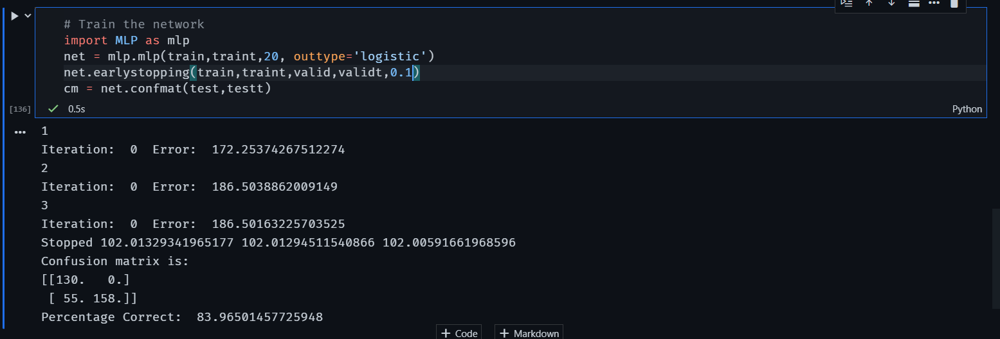 # Train the network
import MLP as mlp
net = mlp.mlp(train,traint,20, outtype='logistic')
net.earlystopping(train,traint,valid,validt,0.1)
cm = net.confmat(test,testt)
[136] 0.5s Python
1
Iteration:  0  Error:  172.25374267512274
2
Iteration:  0  Error:  186.5038862009149
3
Iteration:  0  Error:  186.50163225703525
Stopped 102.01329341965177 102.01294511540866 102.00591661968596
Confusion matrix is:
[[130.   0.]
 [ 55. 158.]]
Percentage Correct:  83.96501457725948
+ Code + Markdown